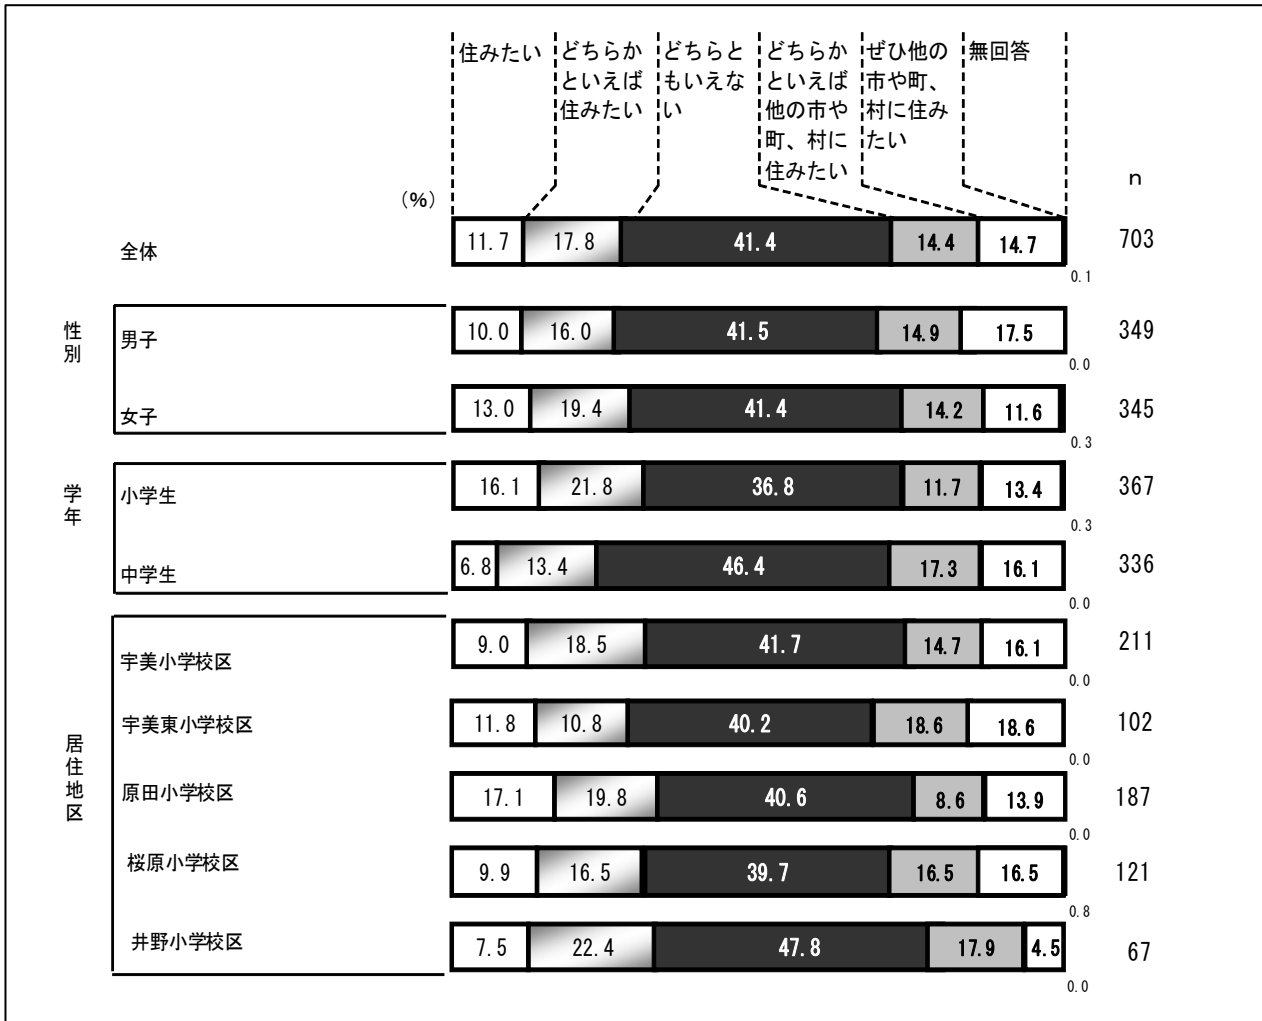 住みたい
どちらか
といえば
住みたい
どちらと
もいえな
い
どちらか
といえば
他の市や
町、村に
住みたい
ぜひ他の
市や町、
村に住み
たい
無回答
(%)
n
全体
11.7 17.8 41.4 14.4 14.7 703
0.1
性別
男子
10.0 16.0 41.5 14.9 17.5 349
0.0
女子
13.0 19.4 41.4 14.2 11.6 345
0.3
学年
小学生
16.1 21.8 36.8 11.7 13.4 367
0.3
中学生
6.8 13.4 46.4 17.3 16.1 336
0.0
居住地区
宇美小学校区
9.0 18.5 41.7 14.7 16.1 211
0.0
宇美東小学校区
11.8 10.8 40.2 18.6 18.6 102
0.0
原田小学校区
17.1 19.8 40.6 8.6 13.9 187
0.0
桜原小学校区
9.9 16.5 39.7 16.5 16.5 121
0.8
井野小学校区
7.5 22.4 47.8 17.9 4.5 67
0.0